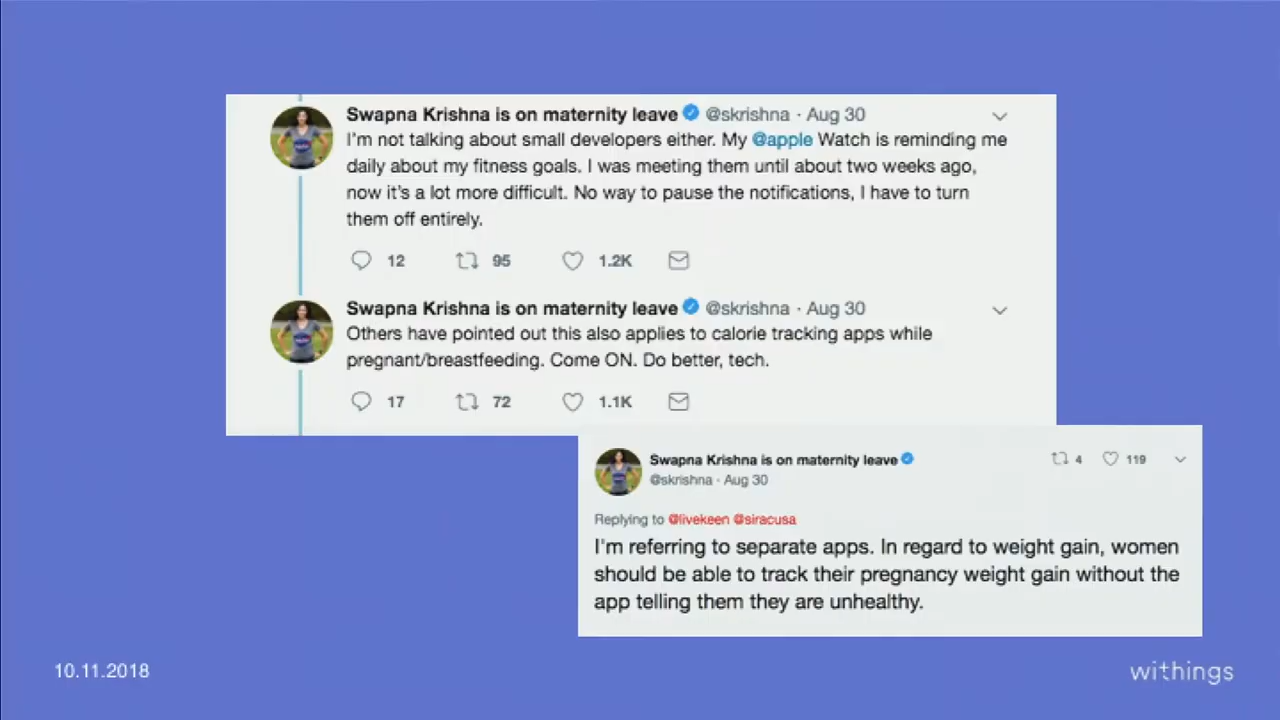 Swapna Krishna is on maternity leave @skrishna · Aug 30
I'm not talking about small developers either. My @apple Watch is reminding me
daily about my fitness goals. I was meeting them until about two weeks ago,
now it's a lot more difficult. No way to pause the notifications, I have to turn
them off entirely.
12 95 1.2K
Swapna Krishna is on maternity leave @skrishna · Aug 30
Others have pointed out this also applies to calorie tracking apps while
pregnant/breastfeeding. Come ON. Do better, tech.
17 72 1.1K
Swapna Krishna is on maternity leave 4 119
@skrishna · Aug 30
Replying to @livekeen @siracusa
I'm referring to separate apps. In regard to weight gain, women
should be able to track their pregnancy weight gain without the
app telling them they are unhealthy.
10.11.2018 withings